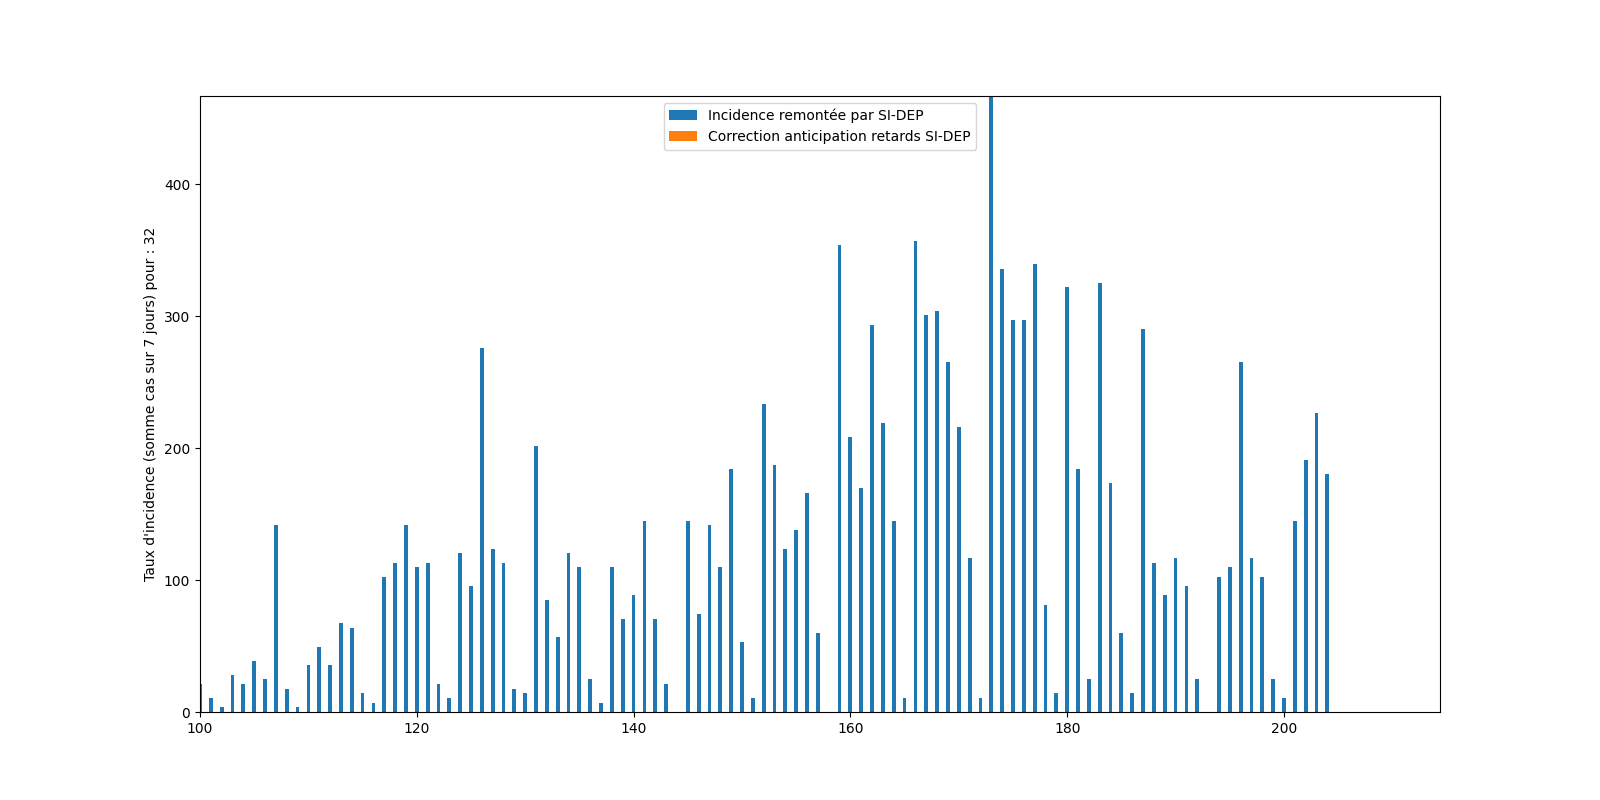 Incidence remontée par SI-DEP
Correction anticipation retards SI-DEP
Taux d'incidence (somme cas sur 7 jours) pour : 32
400
300
200
100
0
100 120 140 160 180 200